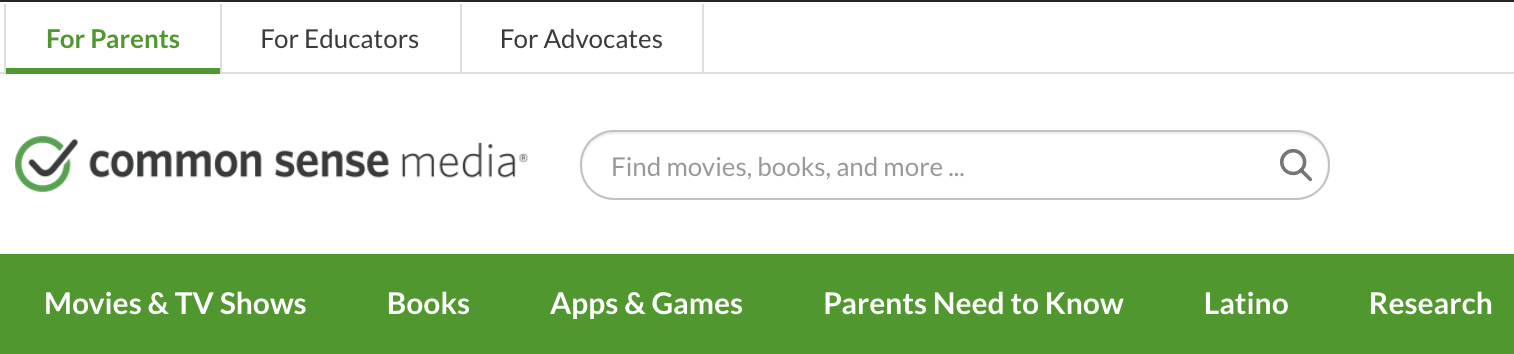 For Parents For Educators For Advocates
common sense media®
Find movies, books, and more ...
Movies & TV Shows Books Apps & Games Parents Need to Know Latino Research